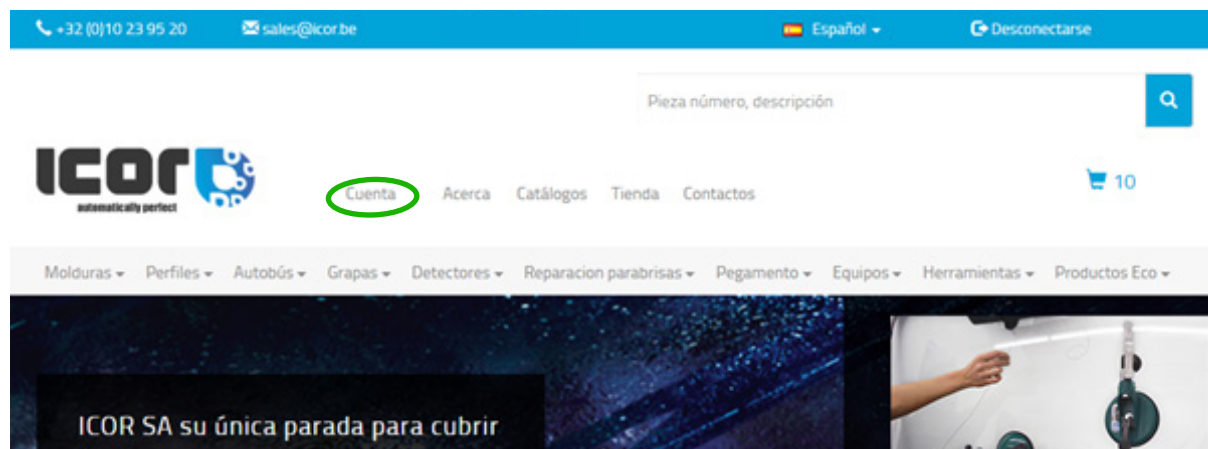 +32 (0)10 23 95 20 sales@icor.be Español Desconectarse
Pieza número, descripción
ICOR
automatically perfect
Cuenta Acerca Catálogos Tienda Contactos
10
Molduras Perfiles Autobús Grapas Detectores Reparacion parabrisas Pegamento Equipos Herramientas Productos Eco
ICOR SA su única parada para cubrir